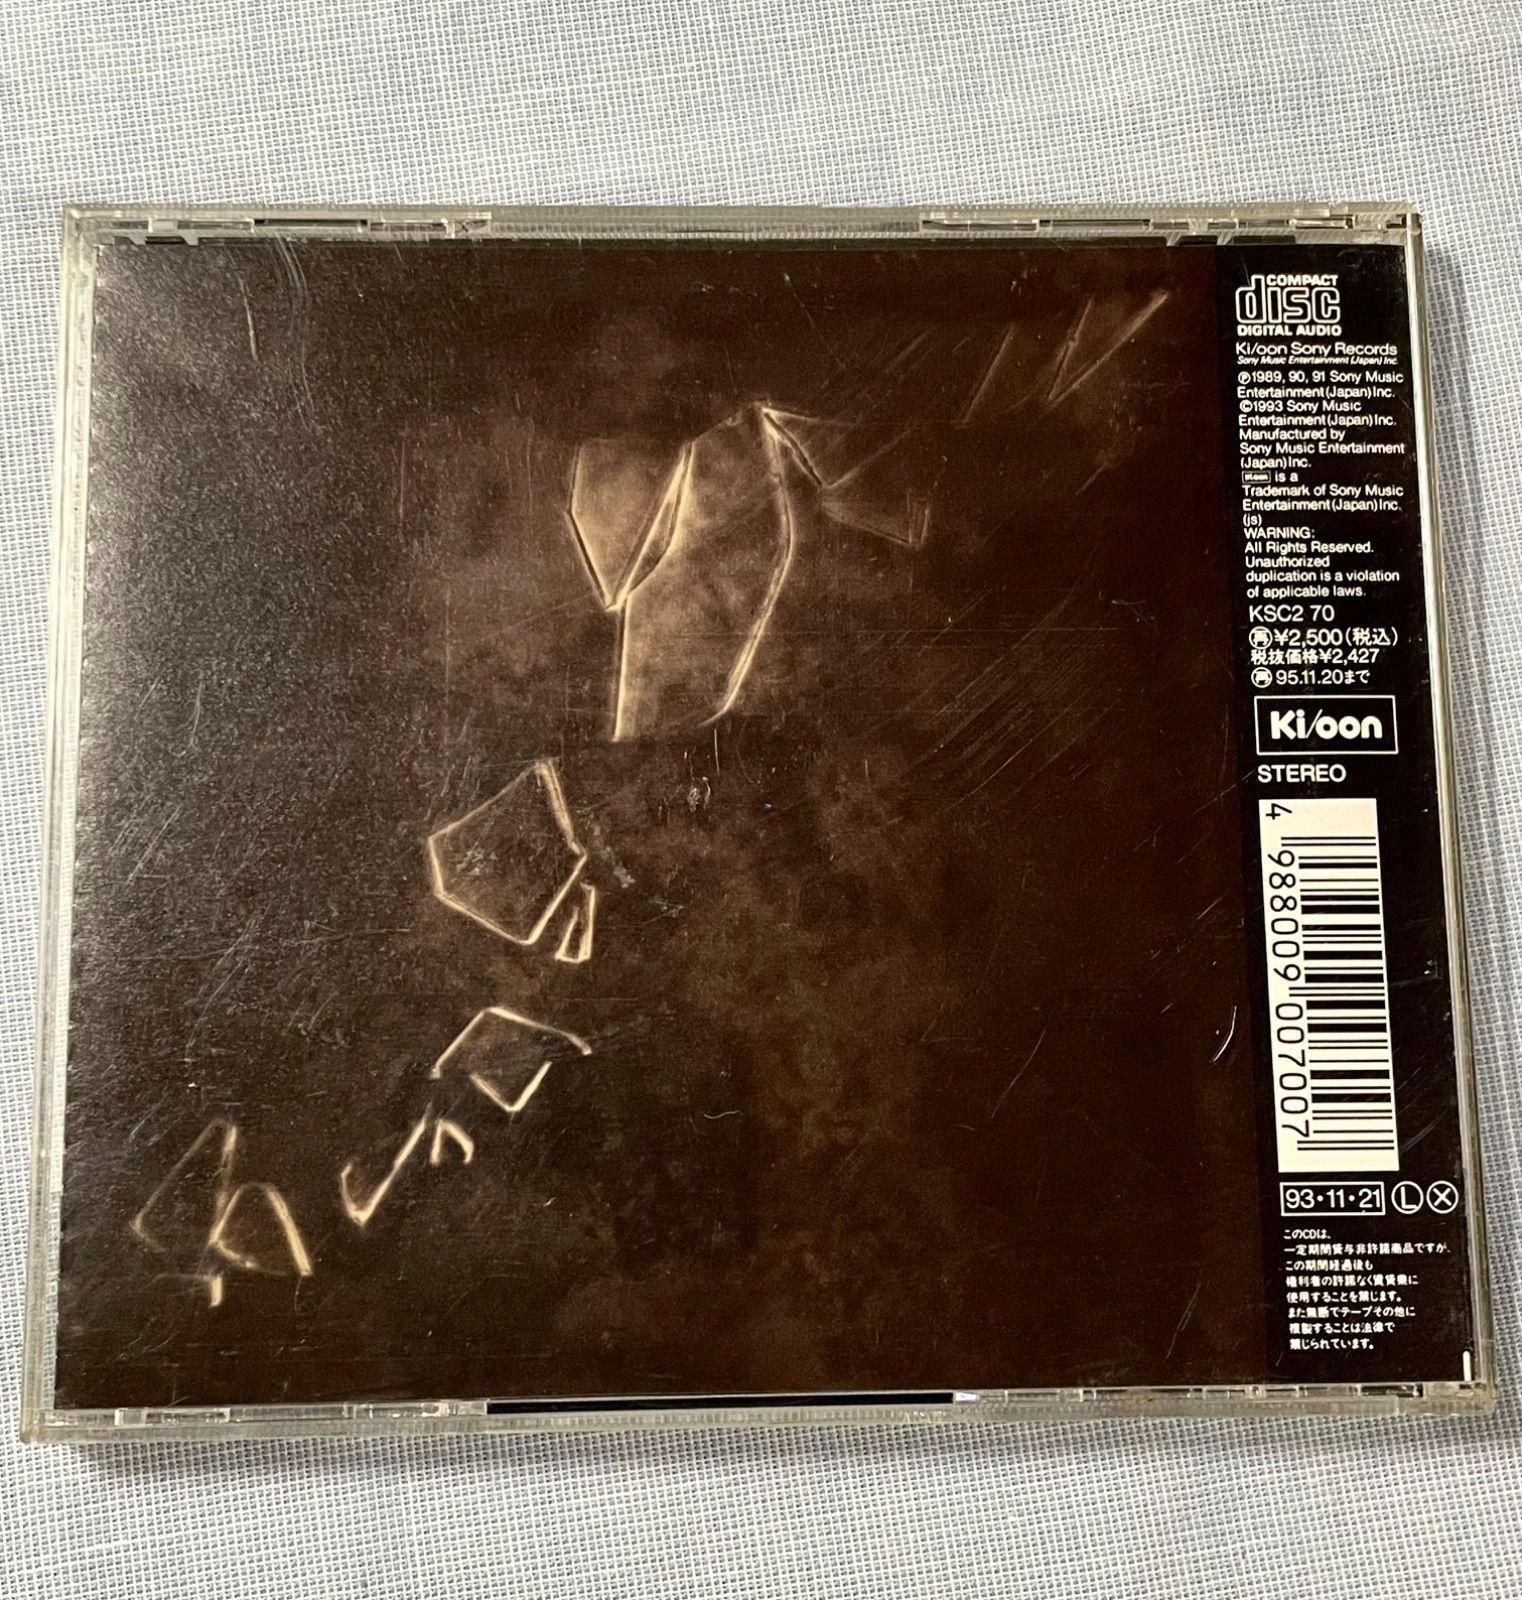 COMPACT
disc
DIGITAL AUDIO
Ki/oon Sony Records
Sony Music Entertainment (Japan) Inc.
Ⓟ1989, 90, 91 Sony Music
Entertainment (Japan) Inc.
©1993 Sony Music
Entertainment (Japan) Inc.
Manufactured by
Sony Music Entertainment
(Japan) Inc.
Ki/oon is a
Trademark of Sony Music
Entertainment (Japan) Inc.
(js)
WARNING:
All Rights Reserved.
Unauthorized
duplication is a violation
of applicable laws.
KSC2 70
㊢¥2,500(税込)
税抜価格¥2,427
㊢95.11.20まで
Ki/oon
STEREO
4 988009 007007
93・11・21 Ⓛ Ⓧ
このCDは、
一定期間貸与非許諾商品ですが、
この期間経過後も
権利者の許諾なく賃貸業に
使用することを禁じます。
また無断でテープその他に
複製することは法律で
禁じられています。